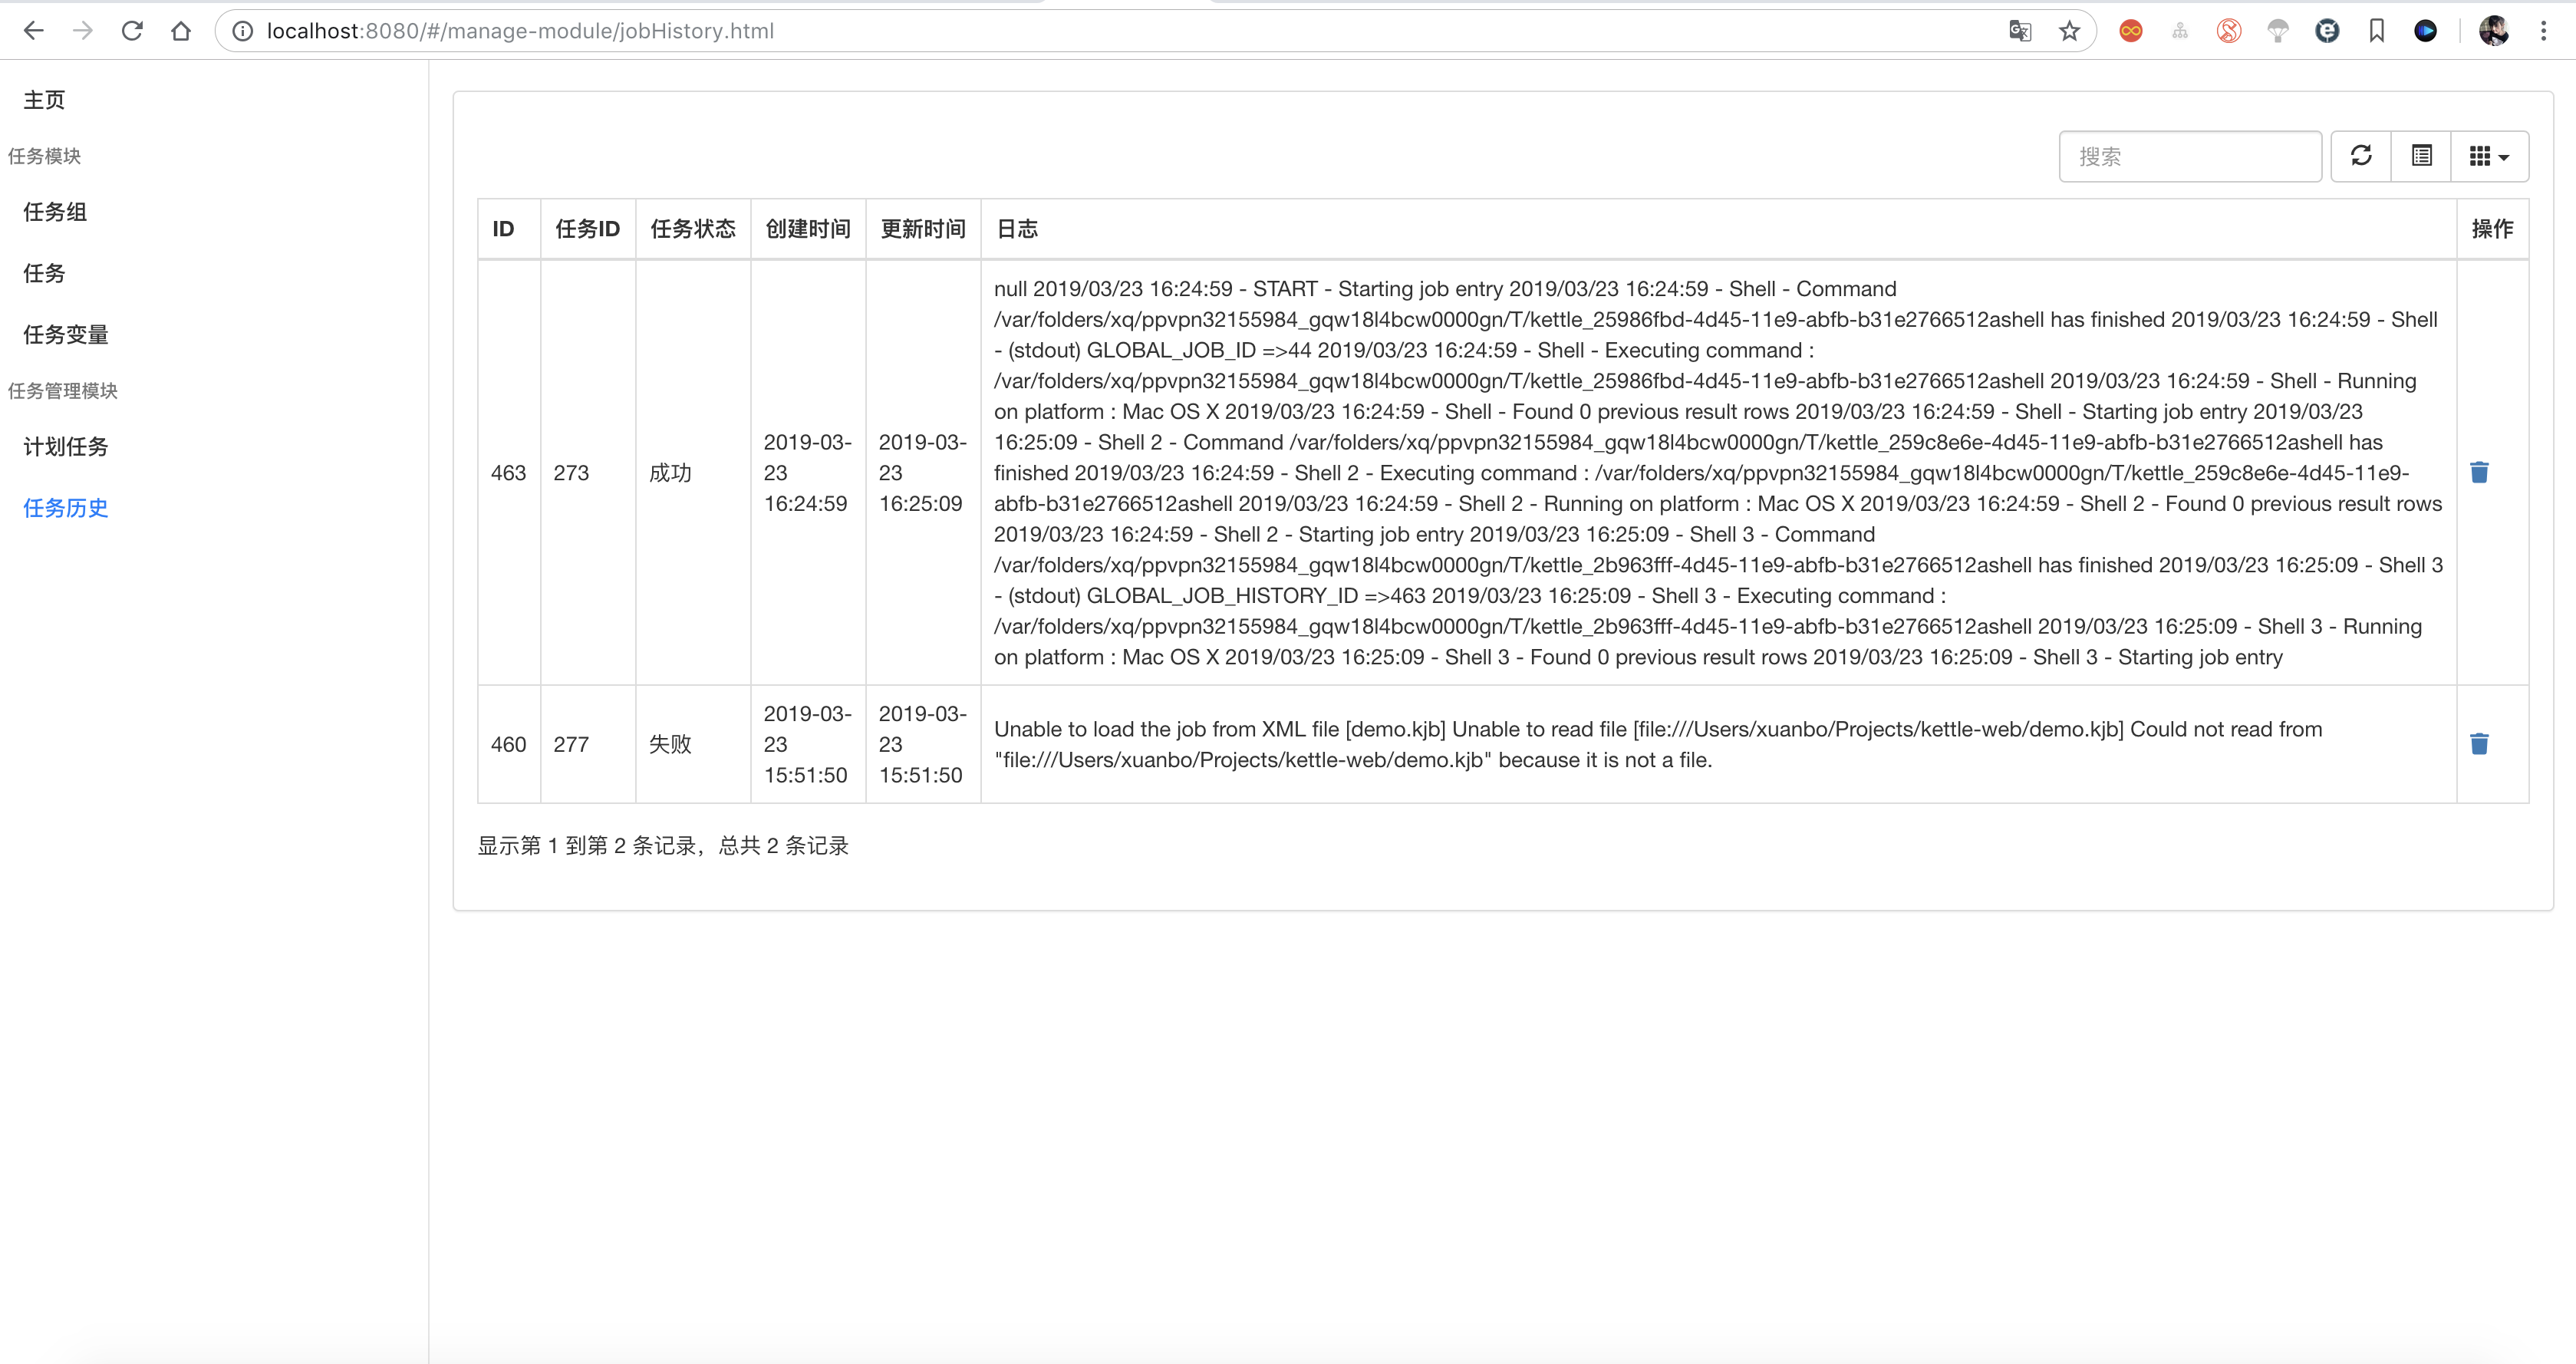 localhost:8080/#/manage-module/jobHistory.html
主页
任务模块
任务组
任务
任务变量
任务管理模块
计划任务
任务历史
搜索
ID 任务ID 任务状态 创建时间 更新时间 日志 操作
463 273 成功
2019-03-
23
16:24:59
2019-03-
23
16:25:09
null 2019/03/23 16:24:59 - START - Starting job entry 2019/03/23 16:24:59 - Shell - Command
/var/folders/xq/ppvpn32155984_gqw18l4bcw0000gn/T/kettle_25986fbd-4d45-11e9-abfb-b31e2766512ashell has finished 2019/03/23 16:24:59 - Shell
- (stdout) GLOBAL_JOB_ID =>44 2019/03/23 16:24:59 - Shell - Executing command :
/var/folders/xq/ppvpn32155984_gqw18l4bcw0000gn/T/kettle_25986fbd-4d45-11e9-abfb-b31e2766512ashell 2019/03/23 16:24:59 - Shell - Running
on platform : Mac OS X 2019/03/23 16:24:59 - Shell - Found 0 previous result rows 2019/03/23 16:24:59 - Shell - Starting job entry 2019/03/23
16:25:09 - Shell 2 - Command /var/folders/xq/ppvpn32155984_gqw18l4bcw0000gn/T/kettle_259c8e6e-4d45-11e9-abfb-b31e2766512ashell has
finished 2019/03/23 16:24:59 - Shell 2 - Executing command : /var/folders/xq/ppvpn32155984_gqw18l4bcw0000gn/T/kettle_259c8e6e-4d45-11e9-
abfb-b31e2766512ashell 2019/03/23 16:24:59 - Shell 2 - Running on platform : Mac OS X 2019/03/23 16:24:59 - Shell 2 - Found 0 previous result rows
2019/03/23 16:24:59 - Shell 2 - Starting job entry 2019/03/23 16:25:09 - Shell 3 - Command
/var/folders/xq/ppvpn32155984_gqw18l4bcw0000gn/T/kettle_2b963fff-4d45-11e9-abfb-b31e2766512ashell has finished 2019/03/23 16:25:09 - Shell 3
- (stdout) GLOBAL_JOB_HISTORY_ID =>463 2019/03/23 16:25:09 - Shell 3 - Executing command :
/var/folders/xq/ppvpn32155984_gqw18l4bcw0000gn/T/kettle_2b963fff-4d45-11e9-abfb-b31e2766512ashell 2019/03/23 16:25:09 - Shell 3 - Running
on platform : Mac OS X 2019/03/23 16:25:09 - Shell 3 - Found 0 previous result rows 2019/03/23 16:25:09 - Shell 3 - Starting job entry
460 277 失败
2019-03-
23
15:51:50
2019-03-
23
15:51:50
Unable to load the job from XML file [demo.kjb] Unable to read file [file:///Users/xuanbo/Projects/kettle-web/demo.kjb] Could not read from
"file:///Users/xuanbo/Projects/kettle-web/demo.kjb" because it is not a file.
显示第 1 到第 2 条记录，总共 2 条记录